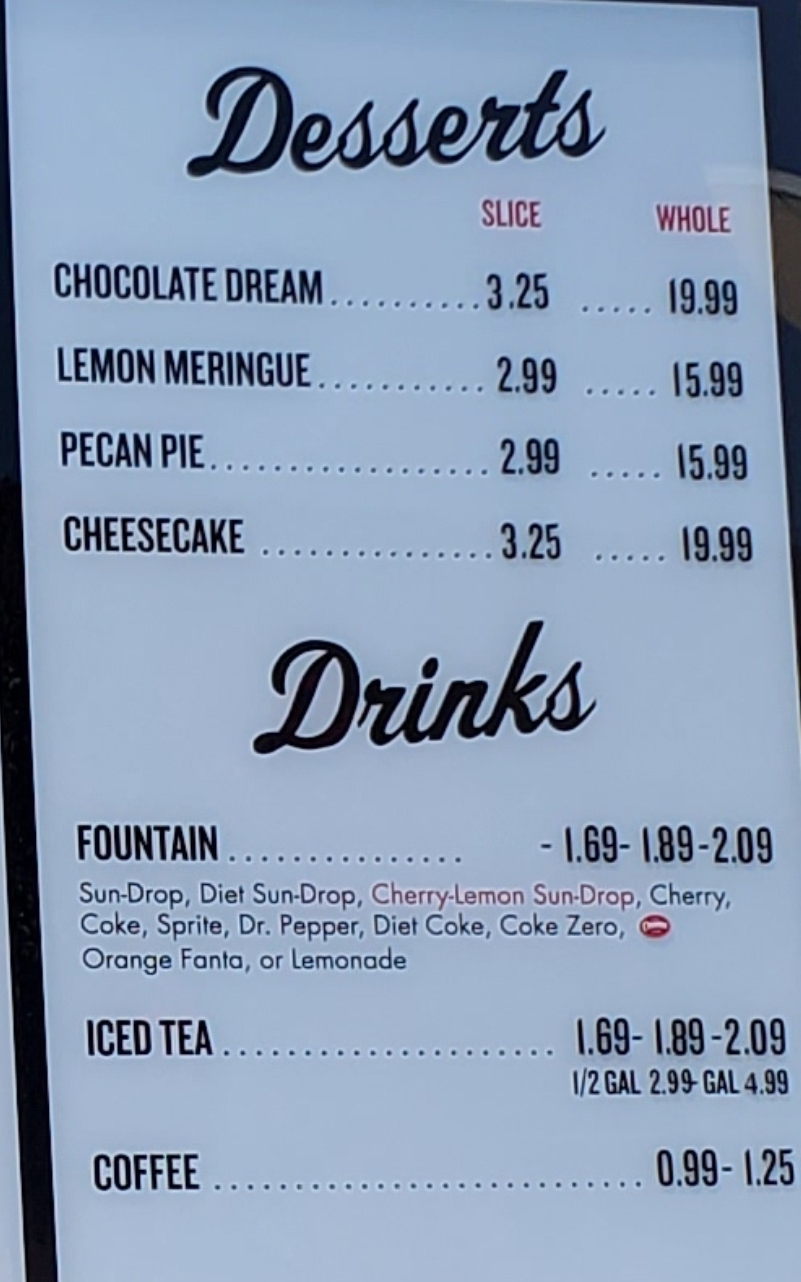 Desserts
SLICE WHOLE
CHOCOLATE DREAM..........3.25 ..... 19.99
LEMON MERINGUE........... 2.99 ..... 15.99
PECAN PIE................. 2.99 ..... 15.99
CHEESECAKE ..............3.25 ..... 19.99
Drinks
FOUNTAIN............... - 1.69- 1.89-2.09
Sun-Drop, Diet Sun-Drop, Cherry-Lemon Sun-Drop, Cherry,
Coke, Sprite, Dr. Pepper, Diet Coke, Coke Zero,
Orange Fanta, or Lemonade
ICED TEA..................... 1.69- 1.89-2.09
1/2 GAL 2.99- GAL 4.99
COFFEE ........................... 0.99- 1.25